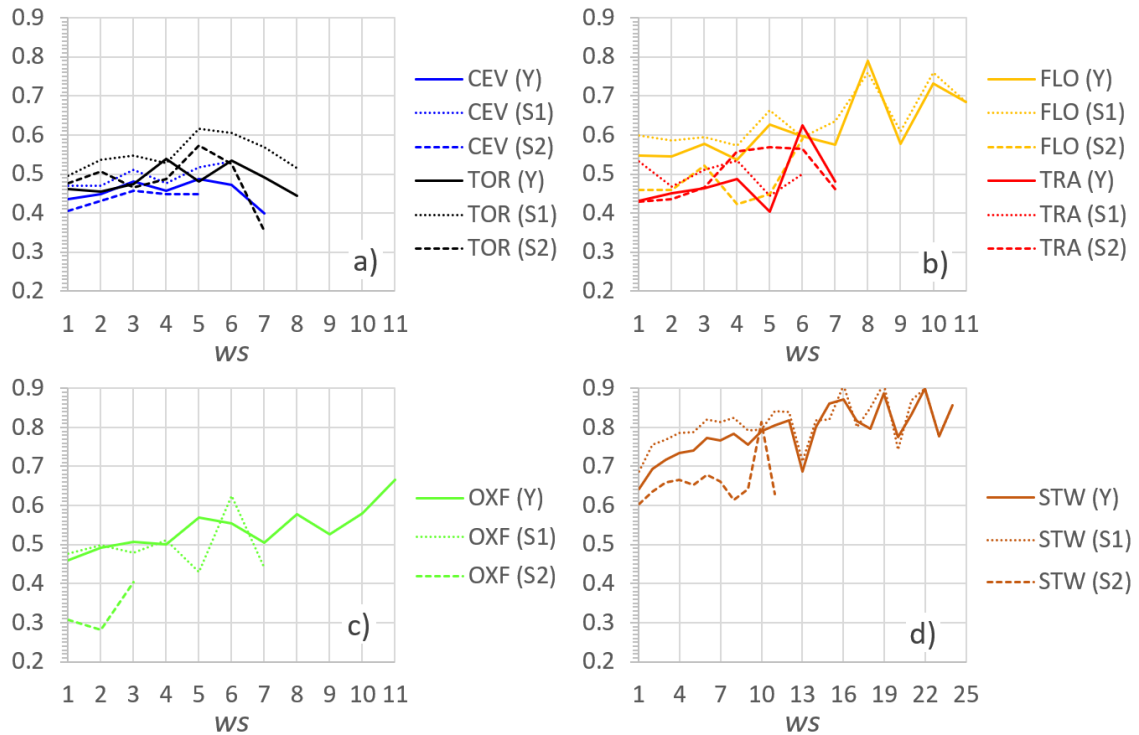 0.9
0.8
0.7
0.6
0.5
0.4
0.3
0.2
1 2 3 4 5 6 7 8 9 10 11
ws
a)
CEV (Y)
CEV (S1)
CEV (S2)
TOR (Y)
TOR (S1)
TOR (S2)
0.9
0.8
0.7
0.6
0.5
0.4
0.3
0.2
1 2 3 4 5 6 7 8 9 10 11
ws
b)
FLO (Y)
FLO (S1)
FLO (S2)
TRA (Y)
TRA (S1)
TRA (S2)
0.9
0.8
0.7
0.6
0.5
0.4
0.3
0.2
1 2 3 4 5 6 7 8 9 10 11
ws
c)
OXF (Y)
OXF (S1)
OXF (S2)
0.9
0.8
0.7
0.6
0.5
0.4
0.3
0.2
1 4 7 10 13 16 19 22 25
ws
d)
STW (Y)
STW (S1)
STW (S2)